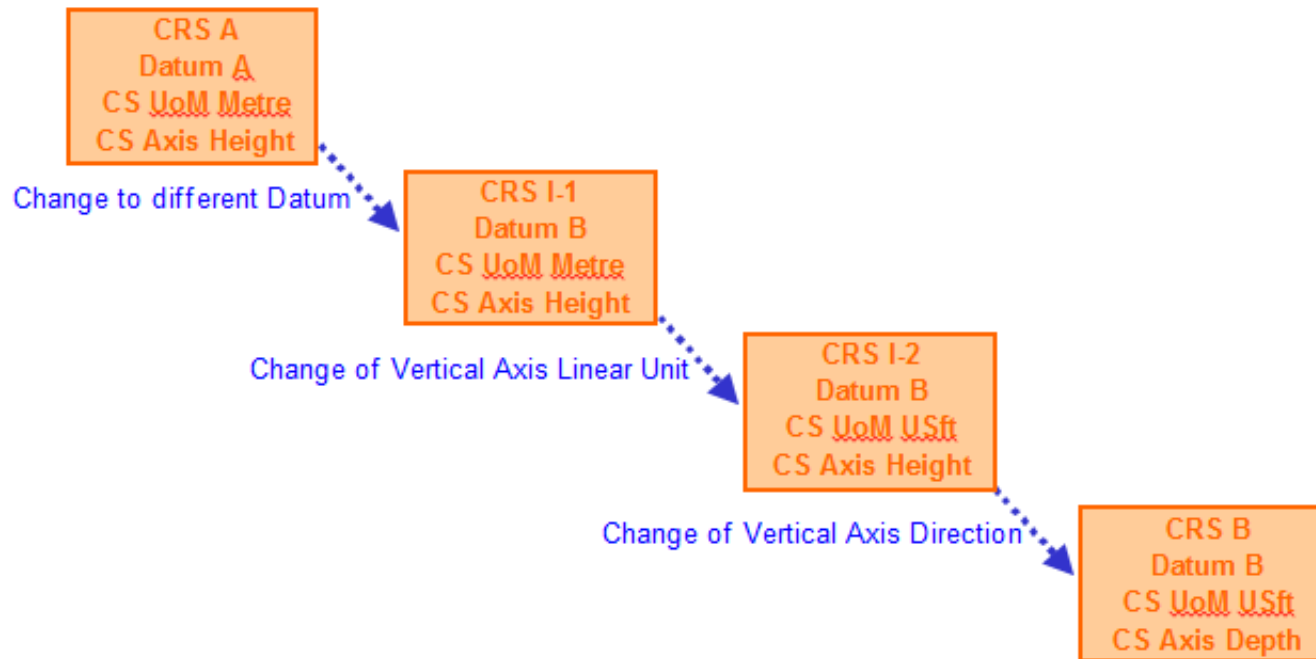 CRS A
Datum A
CS UoM Metre
CS Axis Height
Change to different Datum
CRS I-1
Datum B
CS UoM Metre
CS Axis Height
Change of Vertical Axis Linear Unit
CRS I-2
Datum B
CS UoM USft
CS Axis Height
Change of Vertical Axis Direction
CRS B
Datum B
CS UoM USft
CS Axis Depth